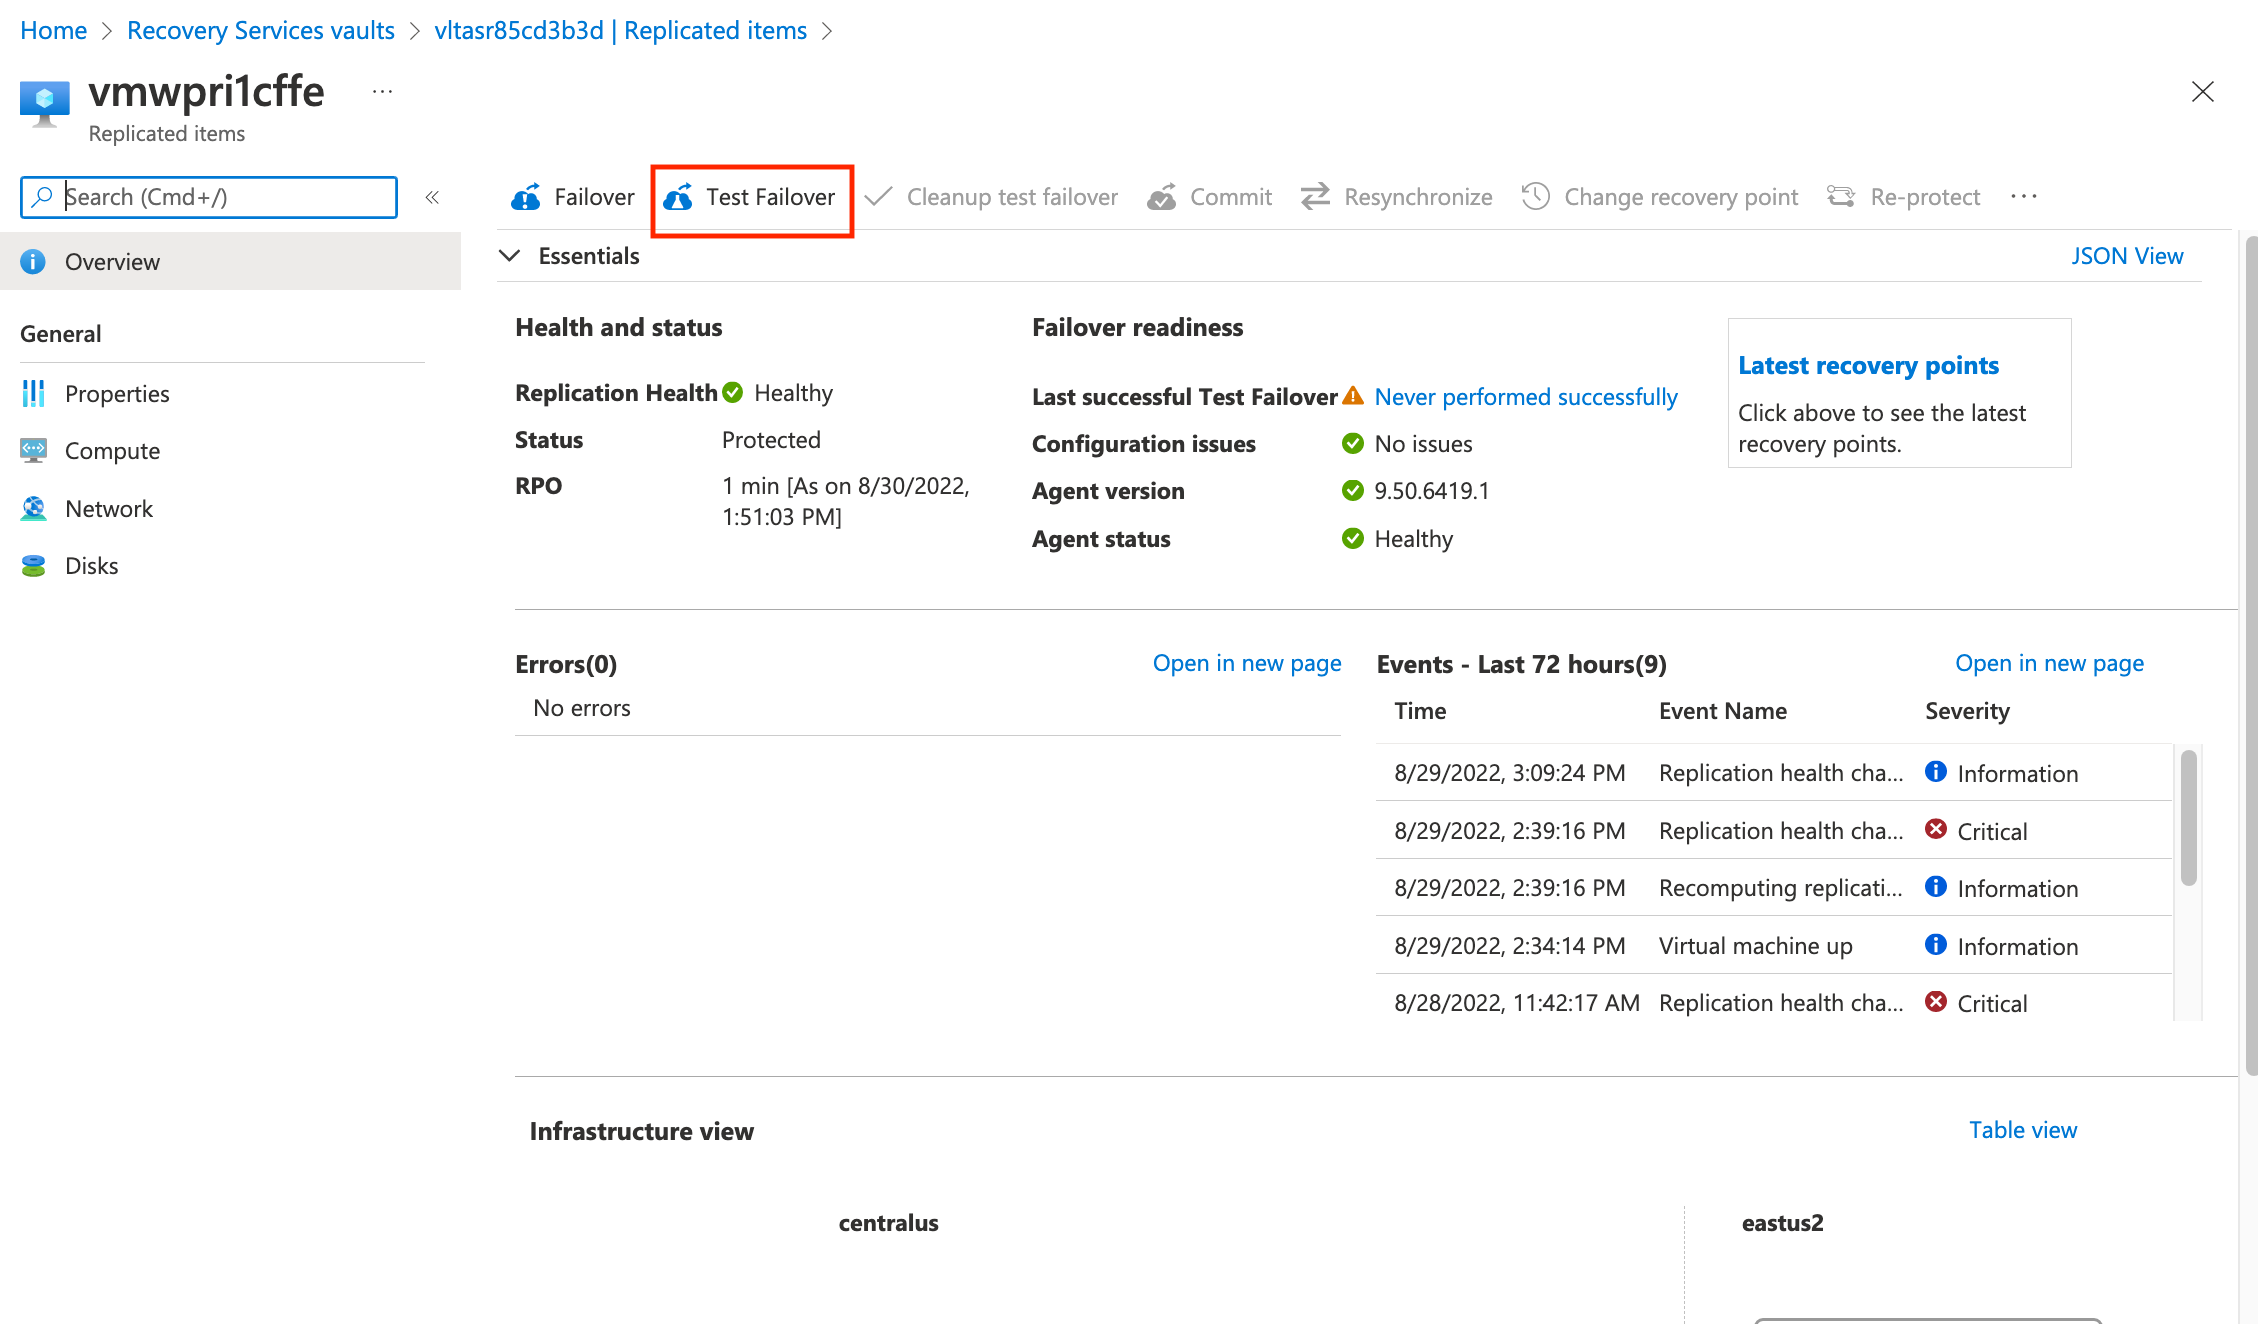 Home > Recovery Services vaults > vltasr85cd3b3d | Replicated items >
vmwpri1cffe ...
Replicated items
Search (Cmd+/)
«
Failover
Test Failover
Cleanup test failover
Commit
Resynchronize
Change recovery point
Re-protect
...
Overview
General
Properties
Compute
Network
Disks
Essentials
JSON View
Health and status
Replication Health Healthy
Status Protected
RPO 1 min [As on 8/30/2022,
1:51:03 PM]
Failover readiness
Last successful Test Failover Never performed successfully
Configuration issues No issues
Agent version 9.50.6419.1
Agent status Healthy
Latest recovery points
Click above to see the latest
recovery points.
Errors(0) Open in new page
No errors
Events - Last 72 hours(9) Open in new page
Time Event Name Severity
8/29/2022, 3:09:24 PM Replication health cha... Information
8/29/2022, 2:39:16 PM Replication health cha... Critical
8/29/2022, 2:39:16 PM Recomputing replicati... Information
8/29/2022, 2:34:14 PM Virtual machine up Information
8/28/2022, 11:42:17 AM Replication health cha... Critical
Infrastructure view Table view
centralus eastus2